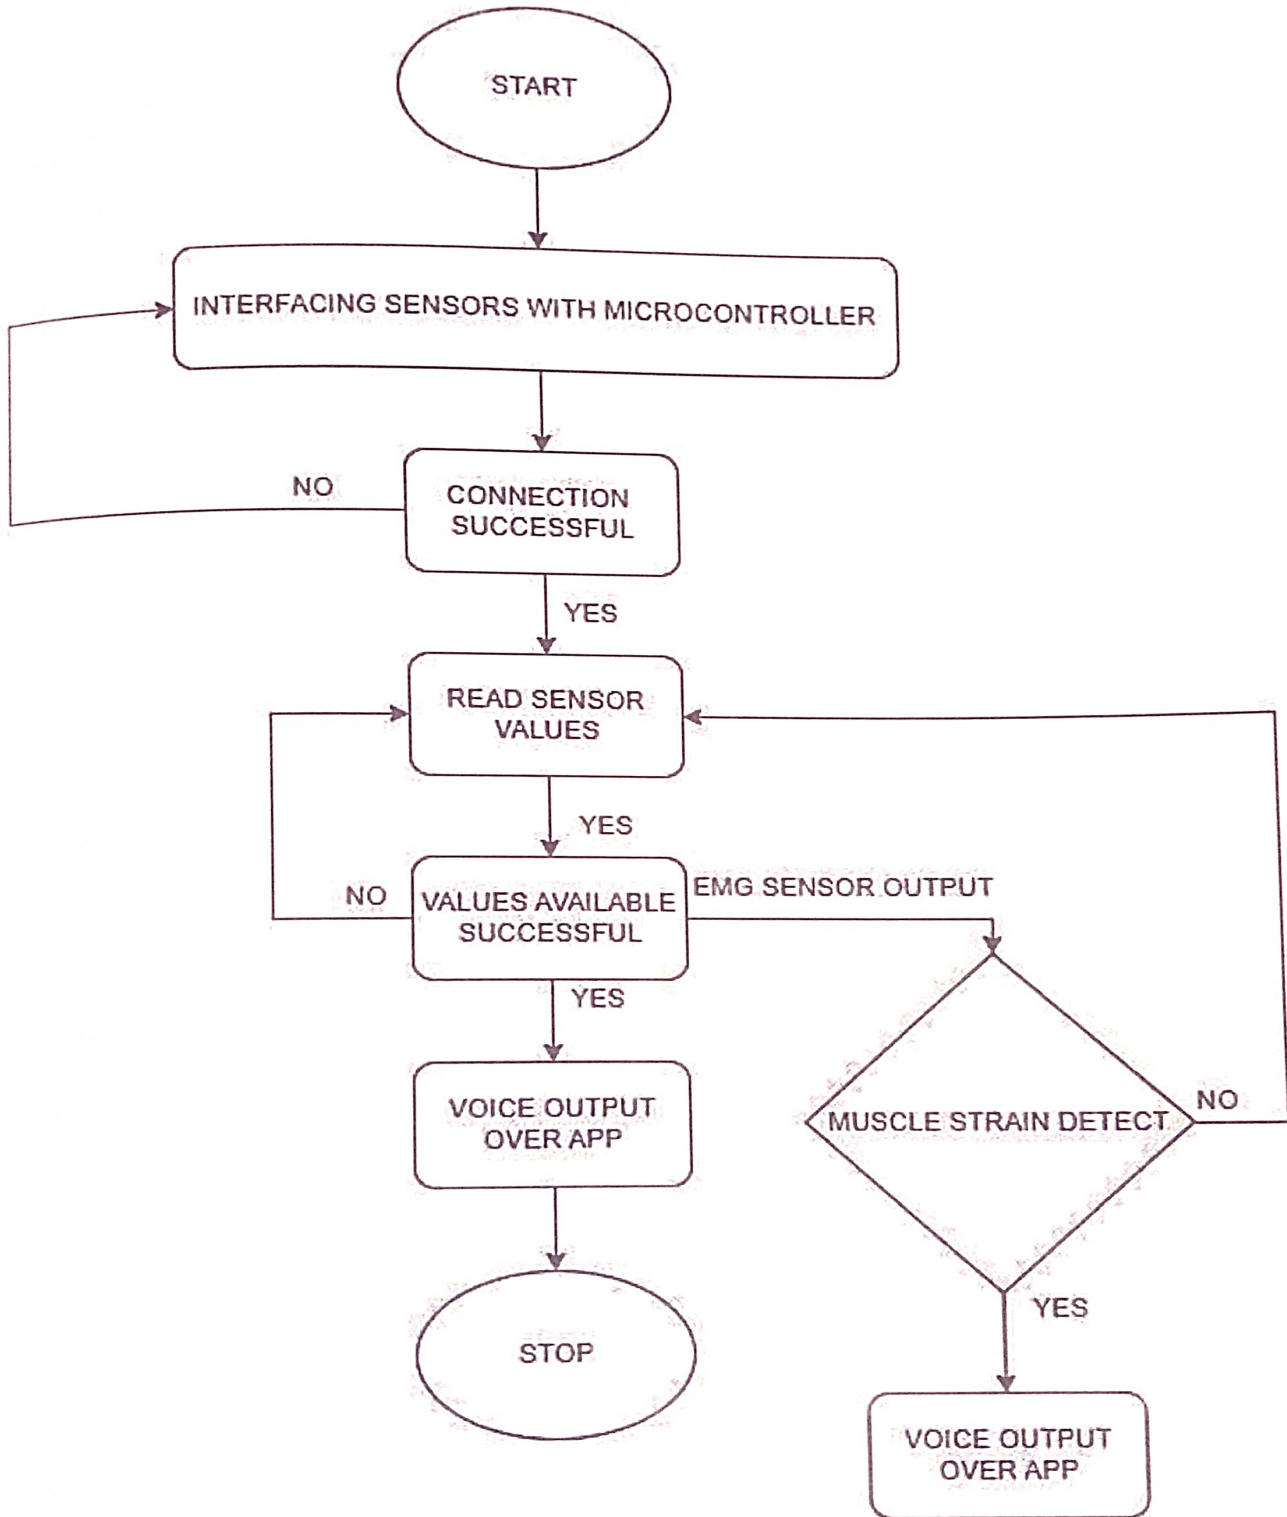 START
INTERFACING SENSORS WITH MICROCONTROLLER
NO
CONNECTION
SUCCESSFUL
YES
READ SENSOR
VALUES
YES
NO
VALUES AVAILABLE
SUCCESSFUL
EMG SENSOR OUTPUT
YES
VOICE OUTPUT
OVER APP
MUSCLE STRAIN DETECT
NO
STOP
YES
VOICE OUTPUT
OVER APP